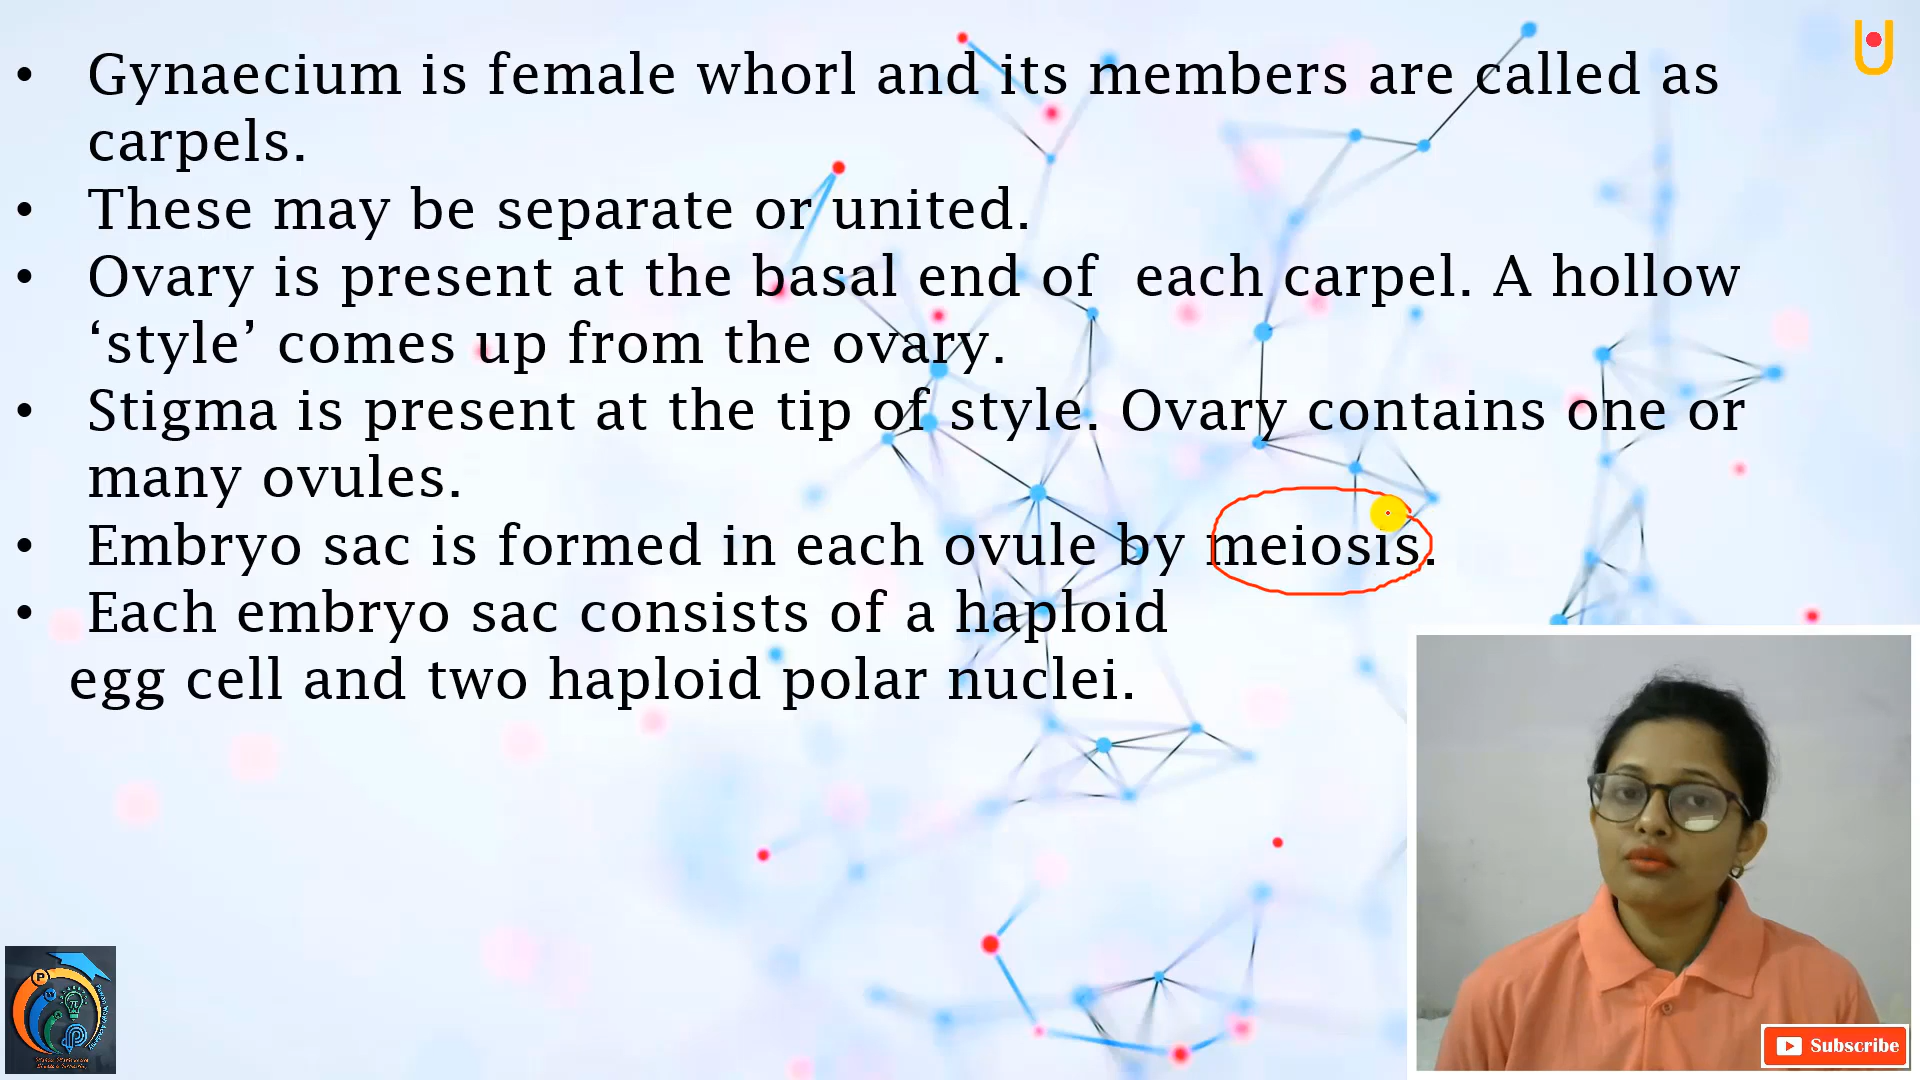 • Gynaecium is female whorl and its members are called as
carpels.
• These may be separate or united.
• Ovary is present at the basal end of each carpel. A hollow
‘style’ comes up from the ovary.
• Stigma is present at the tip of style. Ovary contains one or
many ovules.
• Embryo sac is formed in each ovule by meiosis.
• Each embryo sac consists of a haploid
egg cell and two haploid polar nuclei.
Subscribe